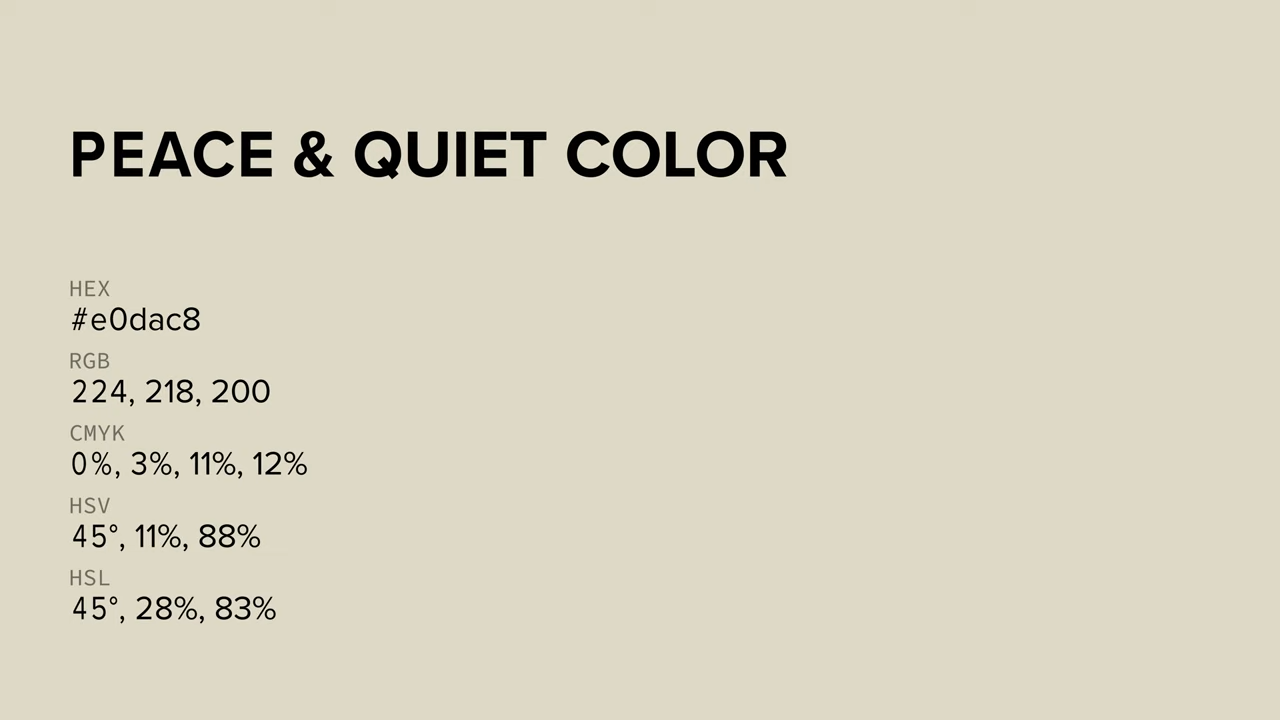 PEACE & QUIET COLOR
HEX
#e0dac8
RGB
224, 218, 200
CMYK
0%, 3%, 11%, 12%
HSV
45°, 11%, 88%
HSL
45°, 28%, 83%